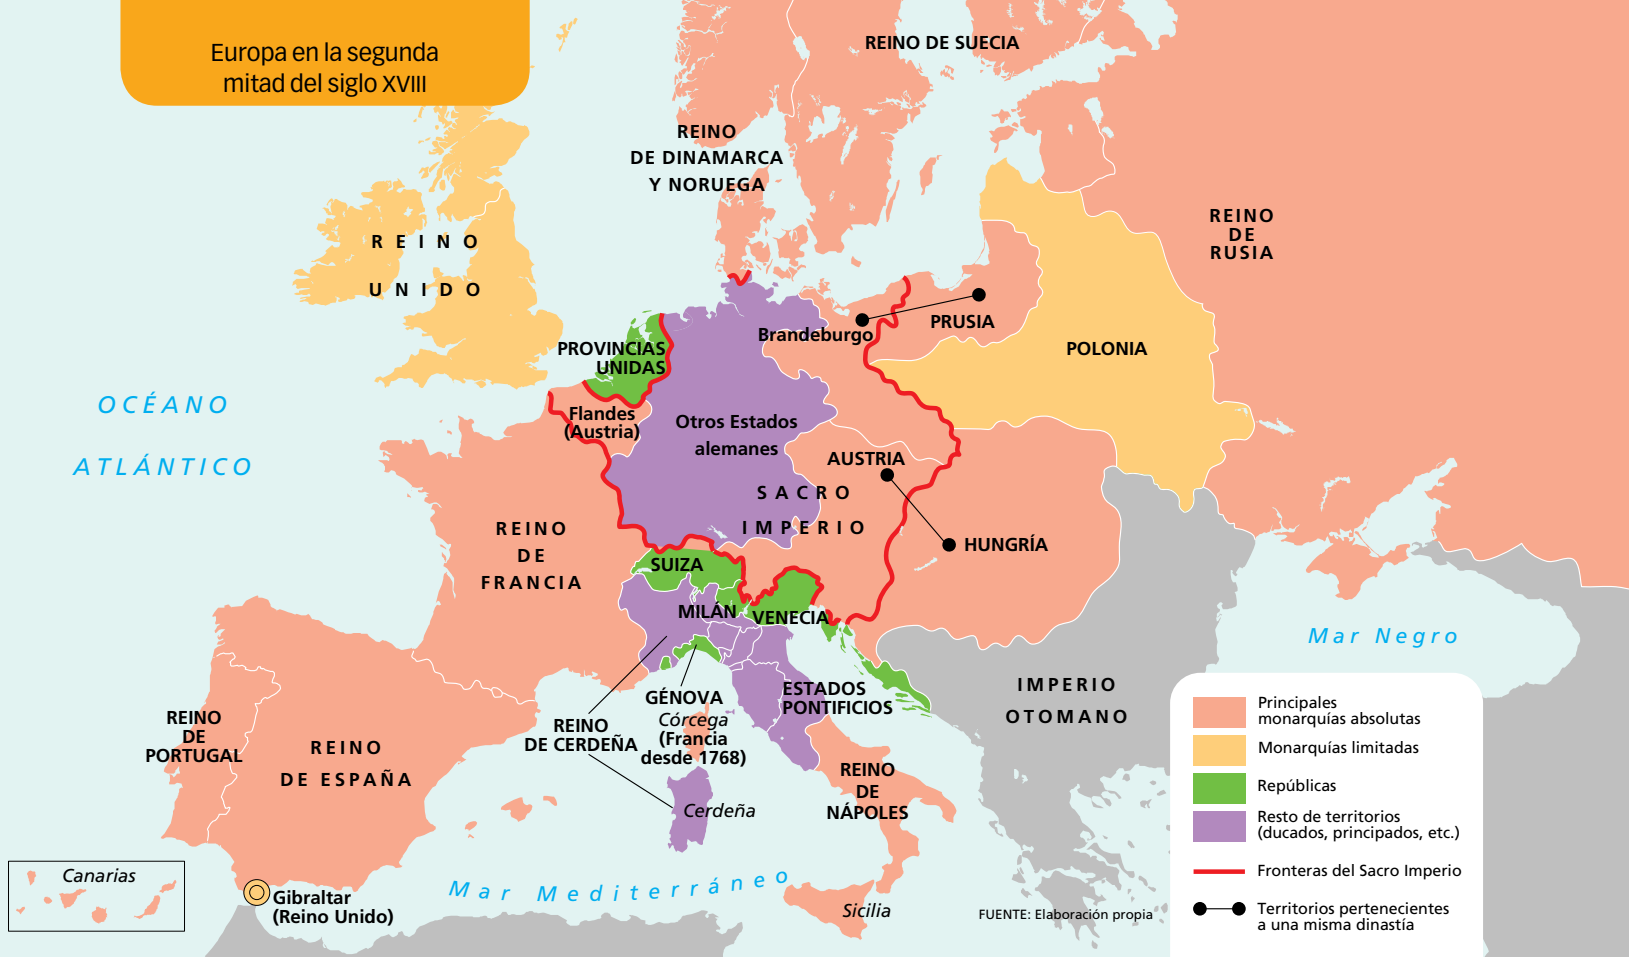 Europa en la segunda
mitad del siglo XVIII
REINO DE SUECIA
REINO
DE DINAMARCA
Y NORUEGA
REINO
DE
RUSIA
REINO
UNIDO
PROVINCIAS
UNIDAS
Brandeburgo
PRUSIA
POLONIA
OCÉANO
ATLÁNTICO
Flandes
(Austria)
Otros Estados
alemanes
AUSTRIA
SACRO
IMPERIO
HUNGRÍA
REINO
DE
FRANCIA
SUIZA
MILÁN
VENECIA
Mar Negro
IMPERIO
OTOMANO
GÉNOVA
ESTADOS
PONTIFICIOS
Córcega
(Francia
desde 1768)
REINO
DE CERDEÑA
REINO
DE
PORTUGAL
REINO
DE ESPAÑA
REINO
DE
NÁPOLES
Cerdeña
Mar Mediterráneo
Sicilia
Canarias
Gibraltar
(Reino Unido)
FUENTE: Elaboración propia
Principales
monarquías absolutas
Monarquías limitadas
Repúblicas
Resto de territorios
(ducados, principados, etc.)
Fronteras del Sacro Imperio
Territorios pertenecientes
a una misma dinastía